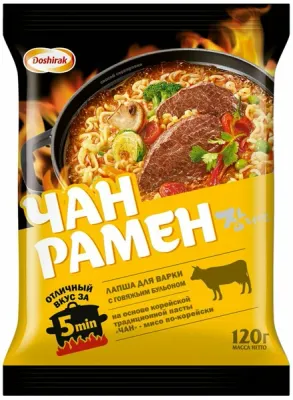 Doshirak
ЧАН
РАМЕН
ОТЛИЧНЫЙ
ВКУС ЗА
5 min
ЛАПША ДЛЯ ВАРКИ
С ГОВЯЖЬИМ БУЛЬОНОМ
на основе корейской
традиционной пасты
«ЧАН» - мисо по-корейски
120г
МАССА НЕТТО